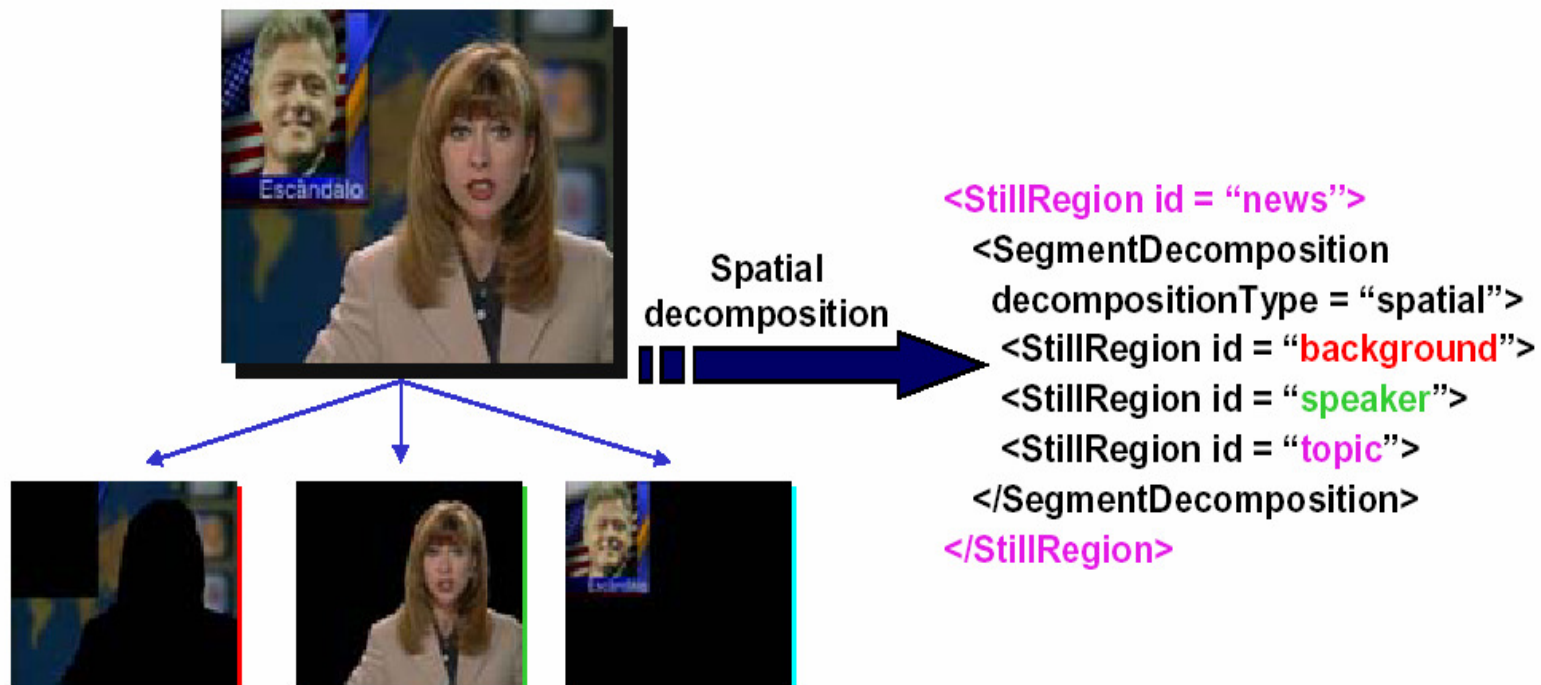 Escândalo
Spatial
decomposition
<StillRegion id = “news”>
<SegmentDecomposition
decompositionType = “spatial”>
<StillRegion id = “background”>
<StillRegion id = “speaker”>
<StillRegion id = “topic”>
</SegmentDecomposition>
</StillRegion>
Escândalo